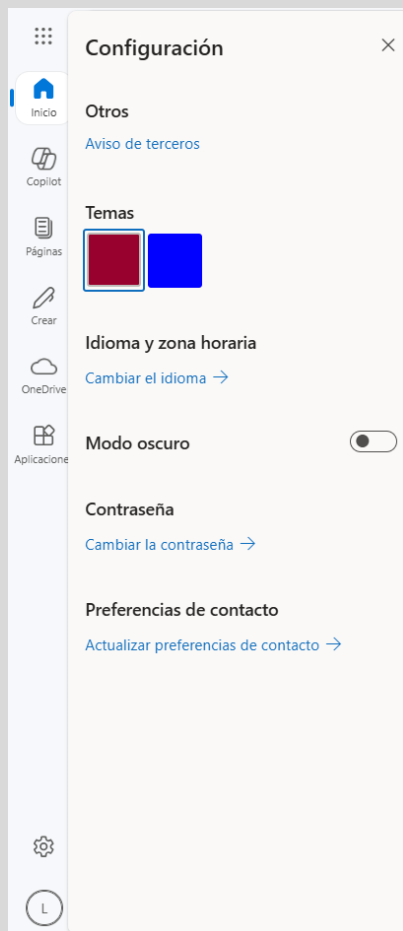 Configuración
Inicio
Otros
Aviso de terceros
Copilot
Temas
Páginas
Crear
Idioma y zona horaria
Cambiar el idioma →
OneDrive
Modo oscuro
Aplicacione
Contraseña
Cambiar la contraseña →
Preferencias de contacto
Actualizar preferencias de contacto →
L